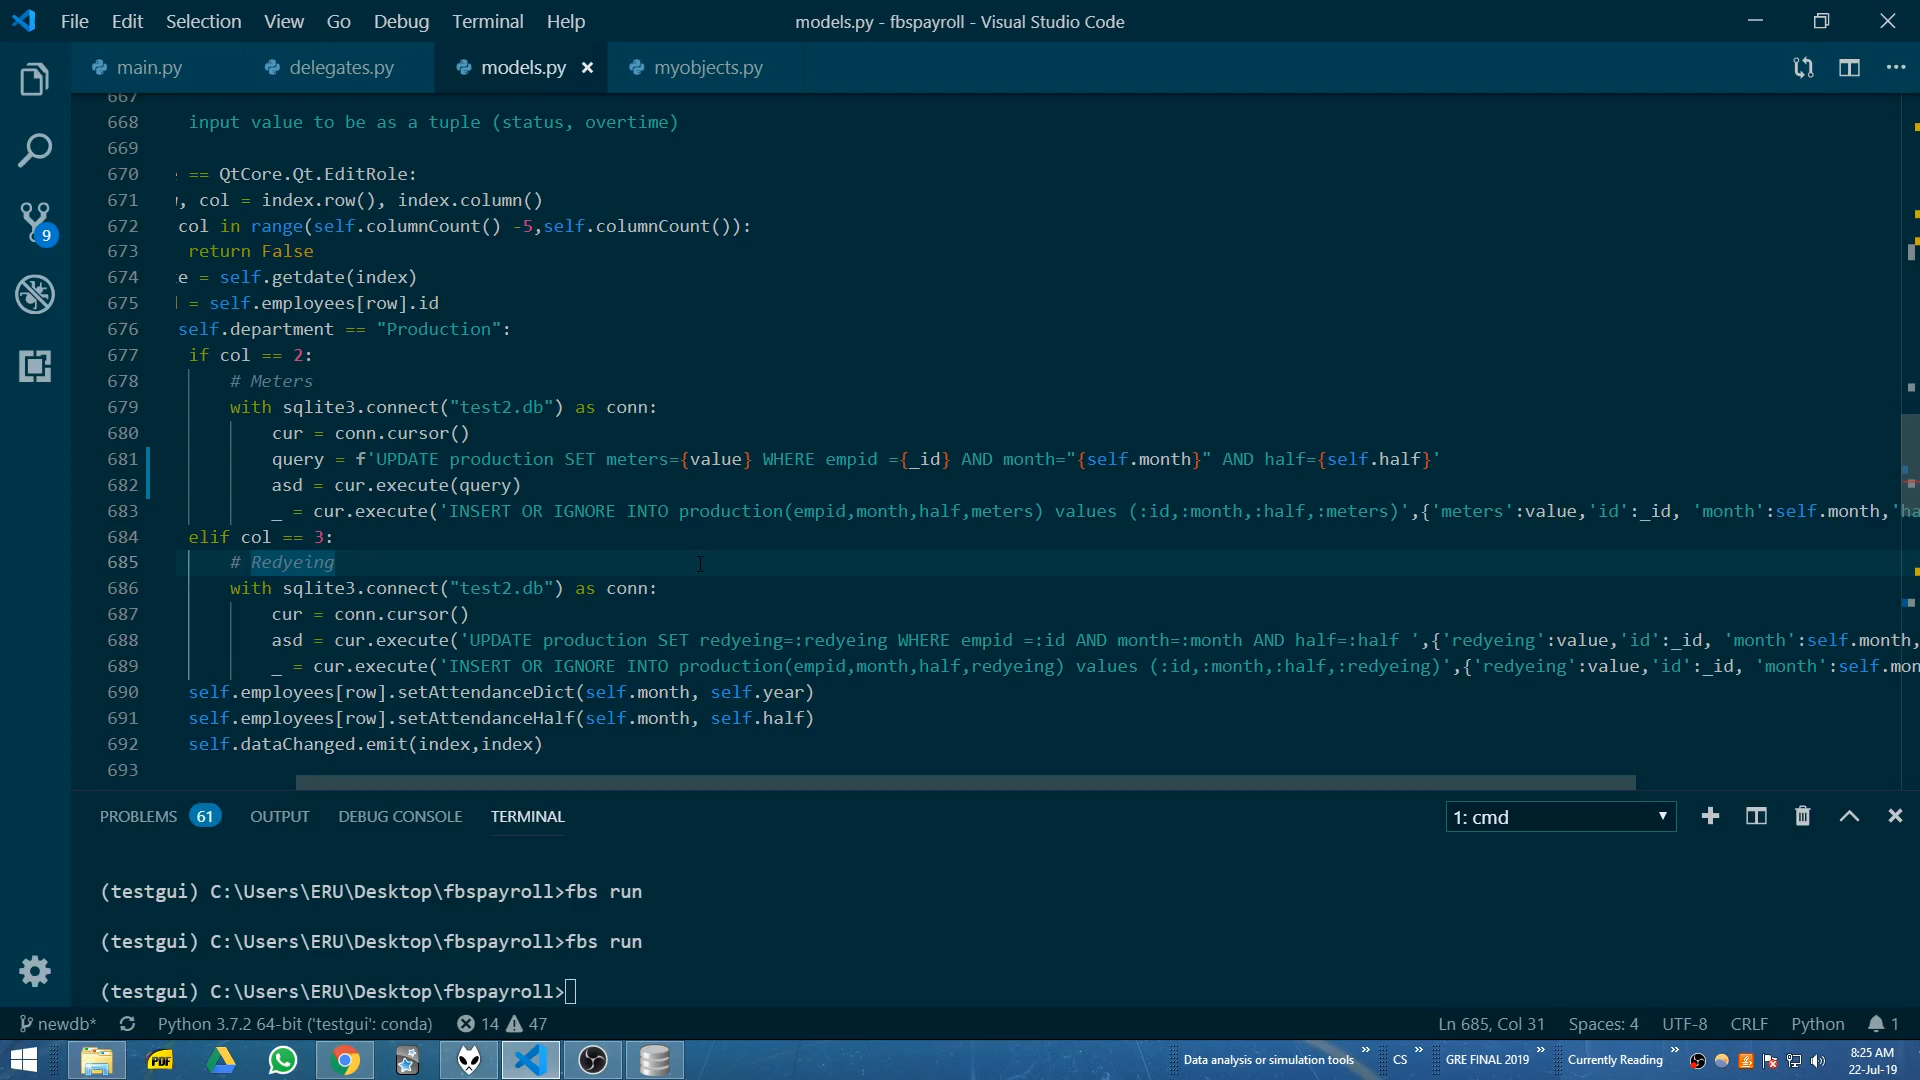 File Edit Selection View Go Debug Terminal Help
models.py - fbspayroll - Visual Studio Code
main.py delegates.py models.py myobjects.py
667
668 input value to be as a tuple (status, overtime)
669
670 == QtCore.Qt.EditRole:
671 , col = index.row(), index.column()
672 col in range(self.columnCount() -5,self.columnCount()):
673 return False
674 e = self.getdate(index)
675 = self.employees[row].id
676 self.department == "Production":
677 if col == 2:
678 # Meters
679 with sqlite3.connect("test2.db") as conn:
680 cur = conn.cursor()
681 query = f'UPDATE production SET meters={value} WHERE empid ={_id} AND month="{self.month}" AND half={self.half}'
682 asd = cur.execute(query)
683 _ = cur.execute('INSERT OR IGNORE INTO production(empid,month,half,meters) values (:id,:month,:half,:meters)',{'meters':value,'id':_id, 'month':self.month,'ha
684 elif col == 3:
685 # Redyeing
686 with sqlite3.connect("test2.db") as conn:
687 cur = conn.cursor()
688 asd = cur.execute('UPDATE production SET redyeing=:redyeing WHERE empid =:id AND month=:month AND half=:half ',{'redyeing':value,'id':_id, 'month':self.month,
689 _ = cur.execute('INSERT OR IGNORE INTO production(empid,month,half,redyeing) values (:id,:month,:half,:redyeing)',{'redyeing':value,'id':_id, 'month':self.mon
690 self.employees[row].setAttendanceDict(self.month, self.year)
691 self.employees[row].setAttendanceHalf(self.month, self.half)
692 self.dataChanged.emit(index,index)
693
9
PROBLEMS 61 OUTPUT DEBUG CONSOLE TERMINAL 1: cmd
(testgui) C:\Users\ERU\Desktop\fbspayroll>fbs run
(testgui) C:\Users\ERU\Desktop\fbspayroll>fbs run
(testgui) C:\Users\ERU\Desktop\fbspayroll>
newdb* Python 3.7.2 64-bit ('testgui': conda) 14 47 Ln 685, Col 31 Spaces: 4 UTF-8 CRLF Python 1
PDF
Data analysis or simulation tools » CS » GRE FINAL 2019 » Currently Reading »
8:25 AM
22-Jul-19